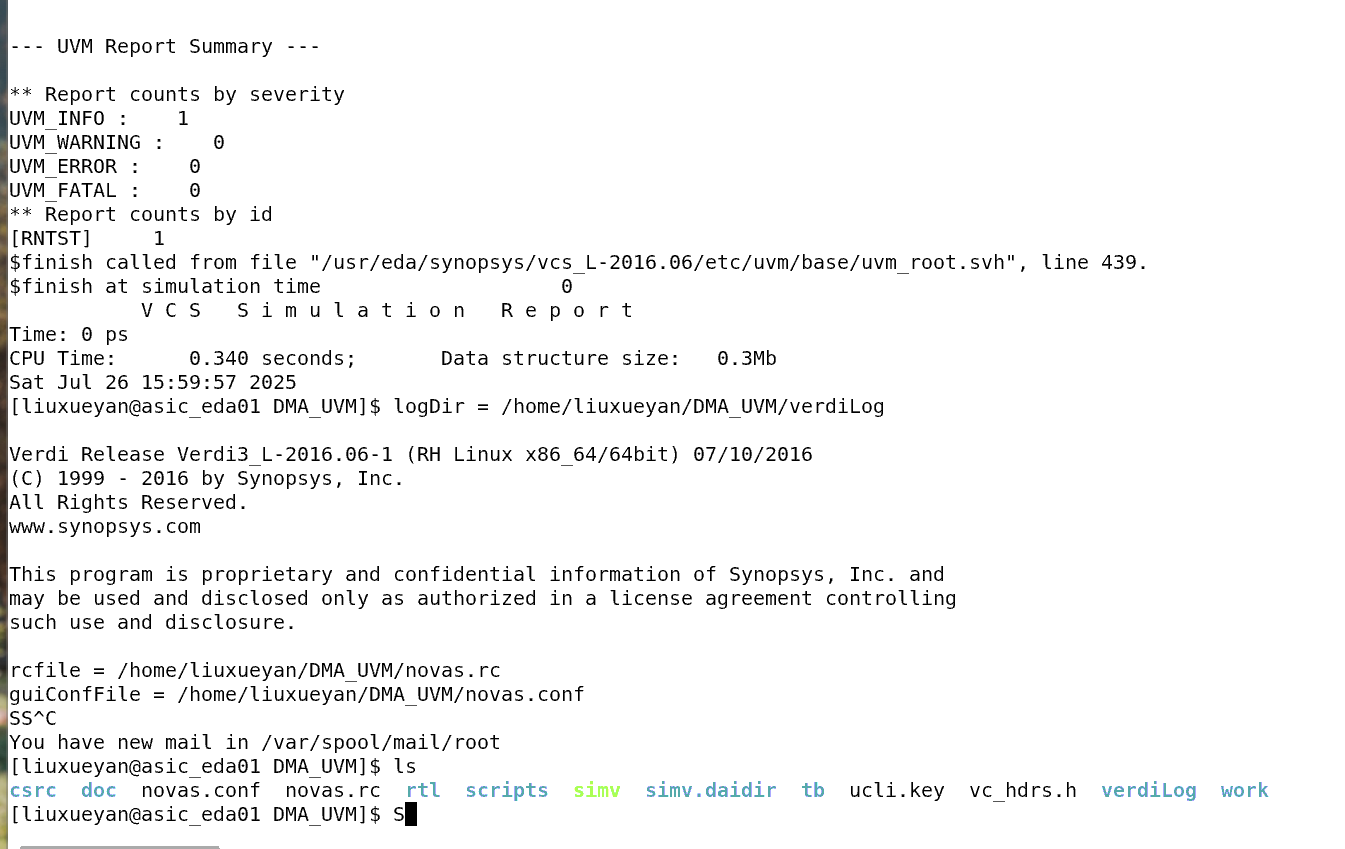 --- UVM Report Summary ---
** Report counts by severity
UVM_INFO :    1
UVM_WARNING :    0
UVM_ERROR :    0
UVM_FATAL :    0
** Report counts by id
[RNTST]     1
$finish called from file "/usr/eda/synopsys/vcs_L-2016.06/etc/uvm/base/uvm_root.svh", line 439.
$finish at simulation time                    0
           V C S   S i m u l a t i o n   R e p o r t
Time: 0 ps
CPU Time:      0.340 seconds;       Data structure size:   0.3Mb
Sat Jul 26 15:59:57 2025
[liuxueyan@asic_eda01 DMA_UVM]$ logDir = /home/liuxueyan/DMA_UVM/verdiLog
Verdi Release Verdi3_L-2016.06-1 (RH Linux x86_64/64bit) 07/10/2016
(C) 1999 - 2016 by Synopsys, Inc.
All Rights Reserved.
www.synopsys.com
This program is proprietary and confidential information of Synopsys, Inc. and
may be used and disclosed only as authorized in a license agreement controlling
such use and disclosure.
rcfile = /home/liuxueyan/DMA_UVM/novas.rc
guiConfFile = /home/liuxueyan/DMA_UVM/novas.conf
SS^C
You have new mail in /var/spool/mail/root
[liuxueyan@asic_eda01 DMA_UVM]$ ls
csrc  doc  novas.conf  novas.rc  rtl  scripts  simv  simv.daidir  tb  ucli.key  vc_hdrs.h  verdiLog  work
[liuxueyan@asic_eda01 DMA_UVM]$ S